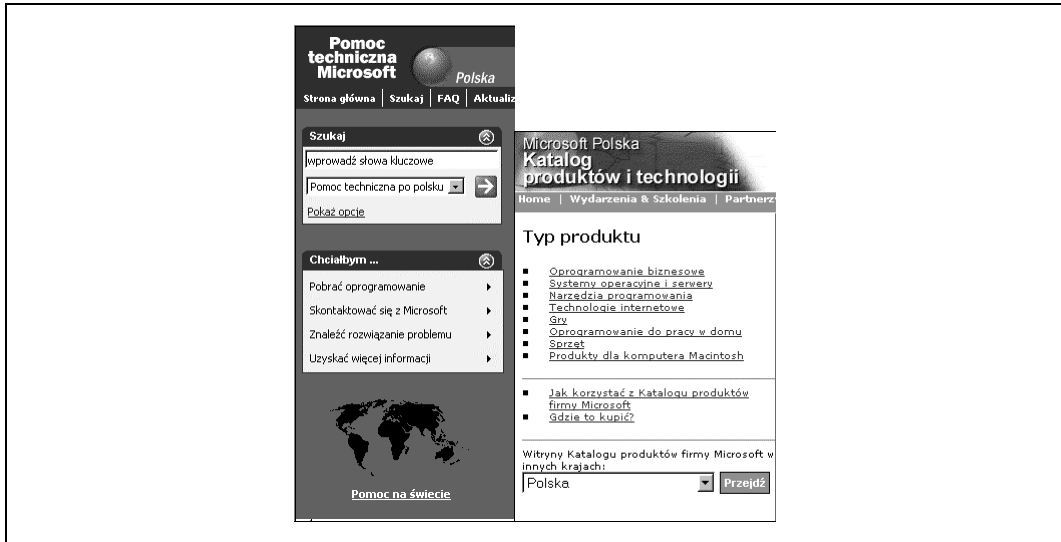 Pomoc
techniczna
Microsoft
Polska
Strona główna | Szukaj | FAQ | Aktualiz
Szukaj
wprowadź słowa kluczowe
Pomoc techniczna po polsku
Pokaż opcje
Chciałbym ...
Pobrać oprogramowanie
Skontaktować się z Microsoft
Znaleźć rozwiązanie problemu
Uzyskać więcej informacji
Pomoc na świecie
Microsoft Polska
Katalog
produktów i technologii
Home | Wydarzenia & Szkolenia | Partnerzy
Typ produktu
Oprogramowanie biznesowe
Systemy operacyjne i serwery
Narzędzia programowania
Technologie internetowe
Gry
Oprogramowanie do pracy w domu
Sprzęt
Produkty dla komputera Macintosh
Jak korzystać z Katalogu produktów
firmy Microsoft
Gdzie to kupić?
Witryny Katalogu produktów firmy Microsoft w
innych krajach:
Polska
Przejdź